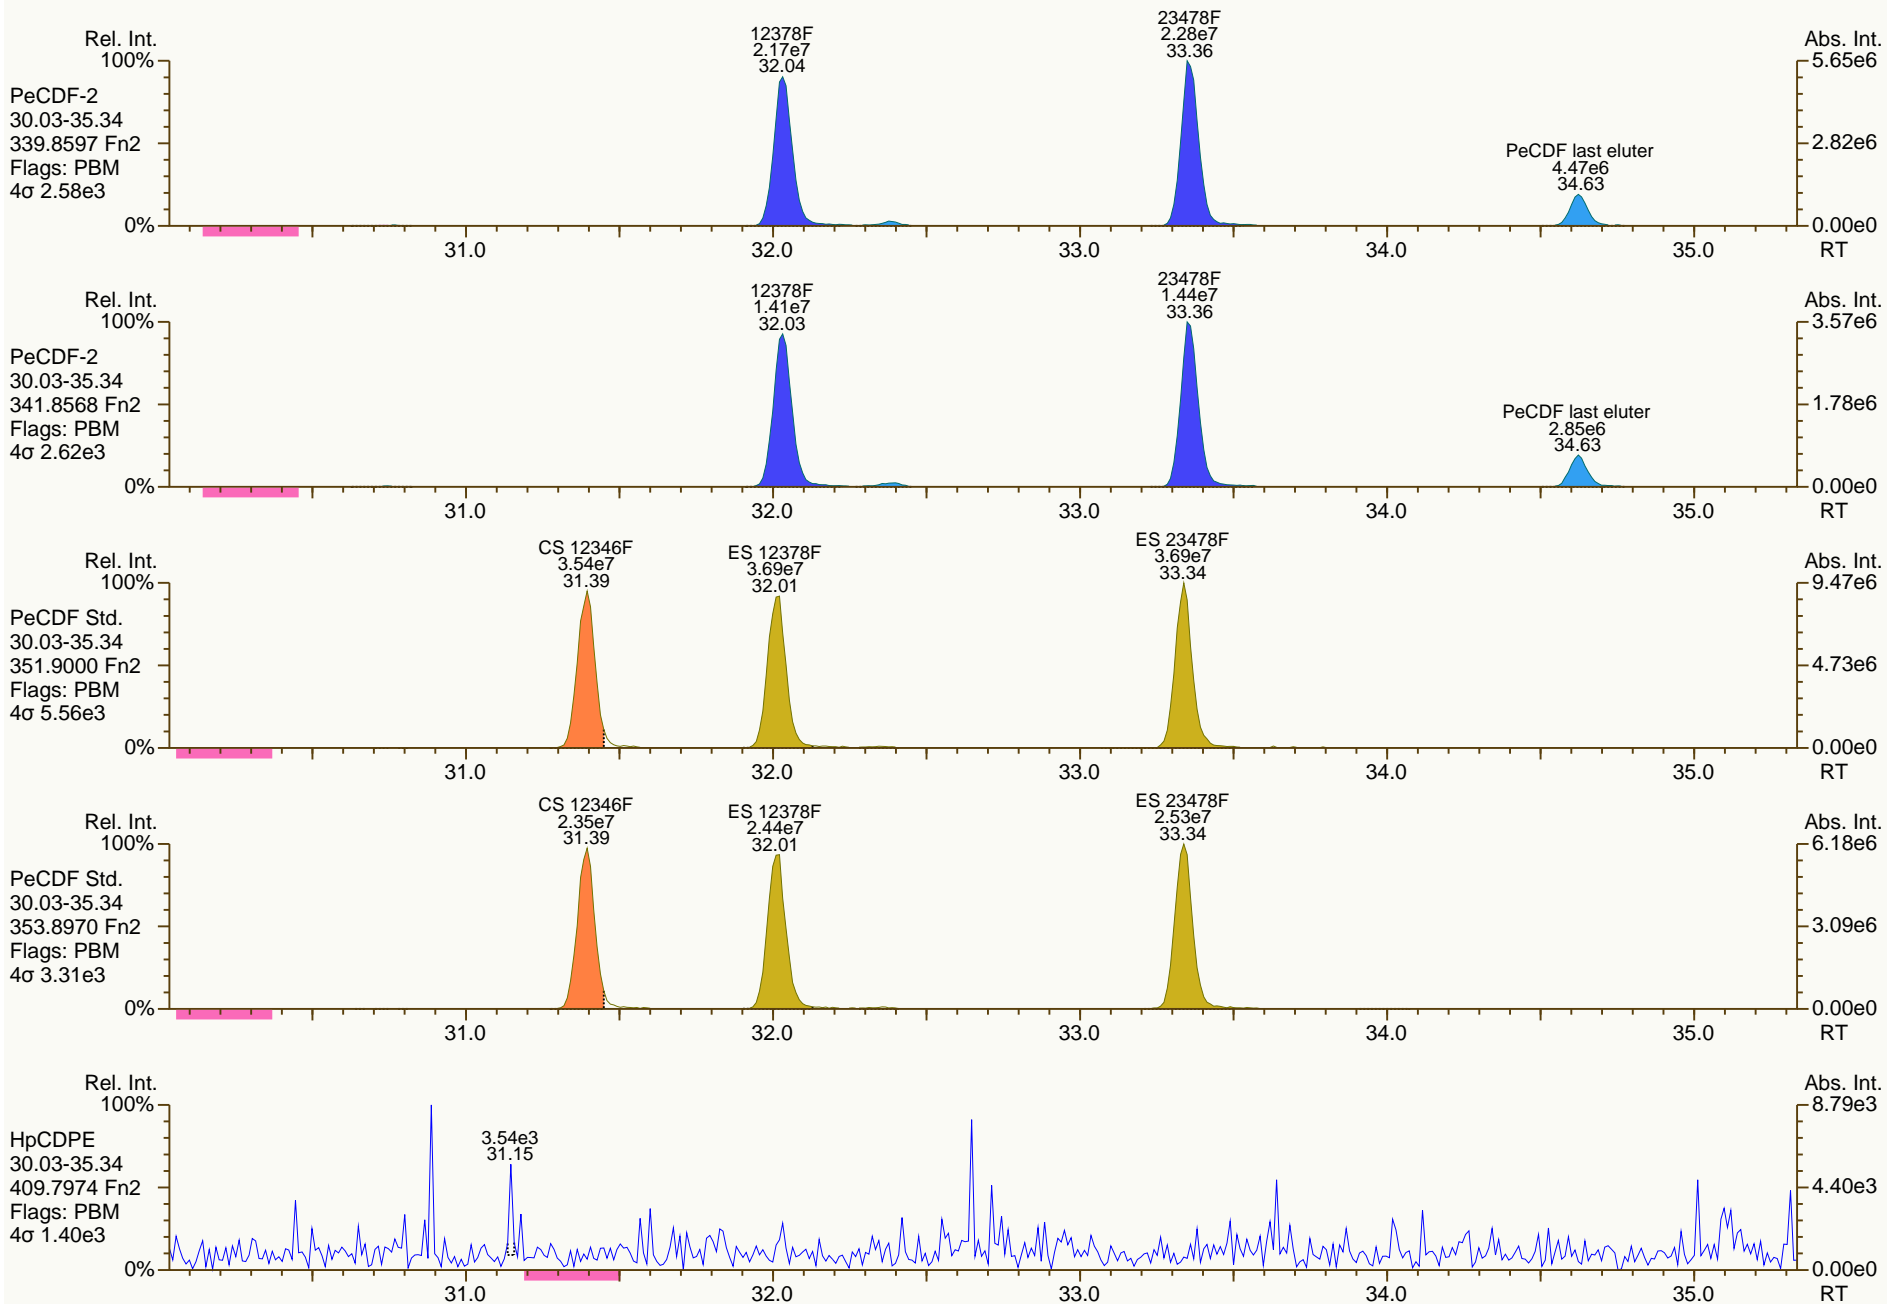 12378F
2.17e7
32.04
23478F
2.28e7
33.36
Rel. Int.
Abs. Int.
100%
5.65e6
PeCDF-2
30.03-35.34
339.8597 Fn2
Flags: PBM
4σ 2.58e3
2.82e6
PeCDF last eluter
4.47e6
34.63
0%
0.00e0
31.0
32.0
33.0
34.0
35.0
RT
12378F
1.41e7
32.03
23478F
1.44e7
33.36
Rel. Int.
Abs. Int.
100%
3.57e6
PeCDF-2
30.03-35.34
341.8568 Fn2
Flags: PBM
4σ 2.62e3
1.78e6
PeCDF last eluter
2.85e6
34.63
0%
0.00e0
31.0
32.0
33.0
34.0
35.0
RT
CS 12346F
3.54e7
31.39
ES 12378F
3.69e7
32.01
ES 23478F
3.69e7
33.34
Rel. Int.
Abs. Int.
100%
9.47e6
PeCDF Std.
30.03-35.34
351.9000 Fn2
Flags: PBM
4σ 5.56e3
4.73e6
0%
0.00e0
31.0
32.0
33.0
34.0
35.0
RT
CS 12346F
2.35e7
31.39
ES 12378F
2.44e7
32.01
ES 23478F
2.53e7
33.34
Rel. Int.
Abs. Int.
100%
6.18e6
PeCDF Std.
30.03-35.34
353.8970 Fn2
Flags: PBM
4σ 3.31e3
3.09e6
0%
0.00e0
31.0
32.0
33.0
34.0
35.0
RT
Rel. Int.
Abs. Int.
100%
8.79e3
HpCDPE
30.03-35.34
409.7974 Fn2
Flags: PBM
4σ 1.40e3
3.54e3
31.15
4.40e3
0%
0.00e0
31.0
32.0
33.0
34.0
35.0
RT